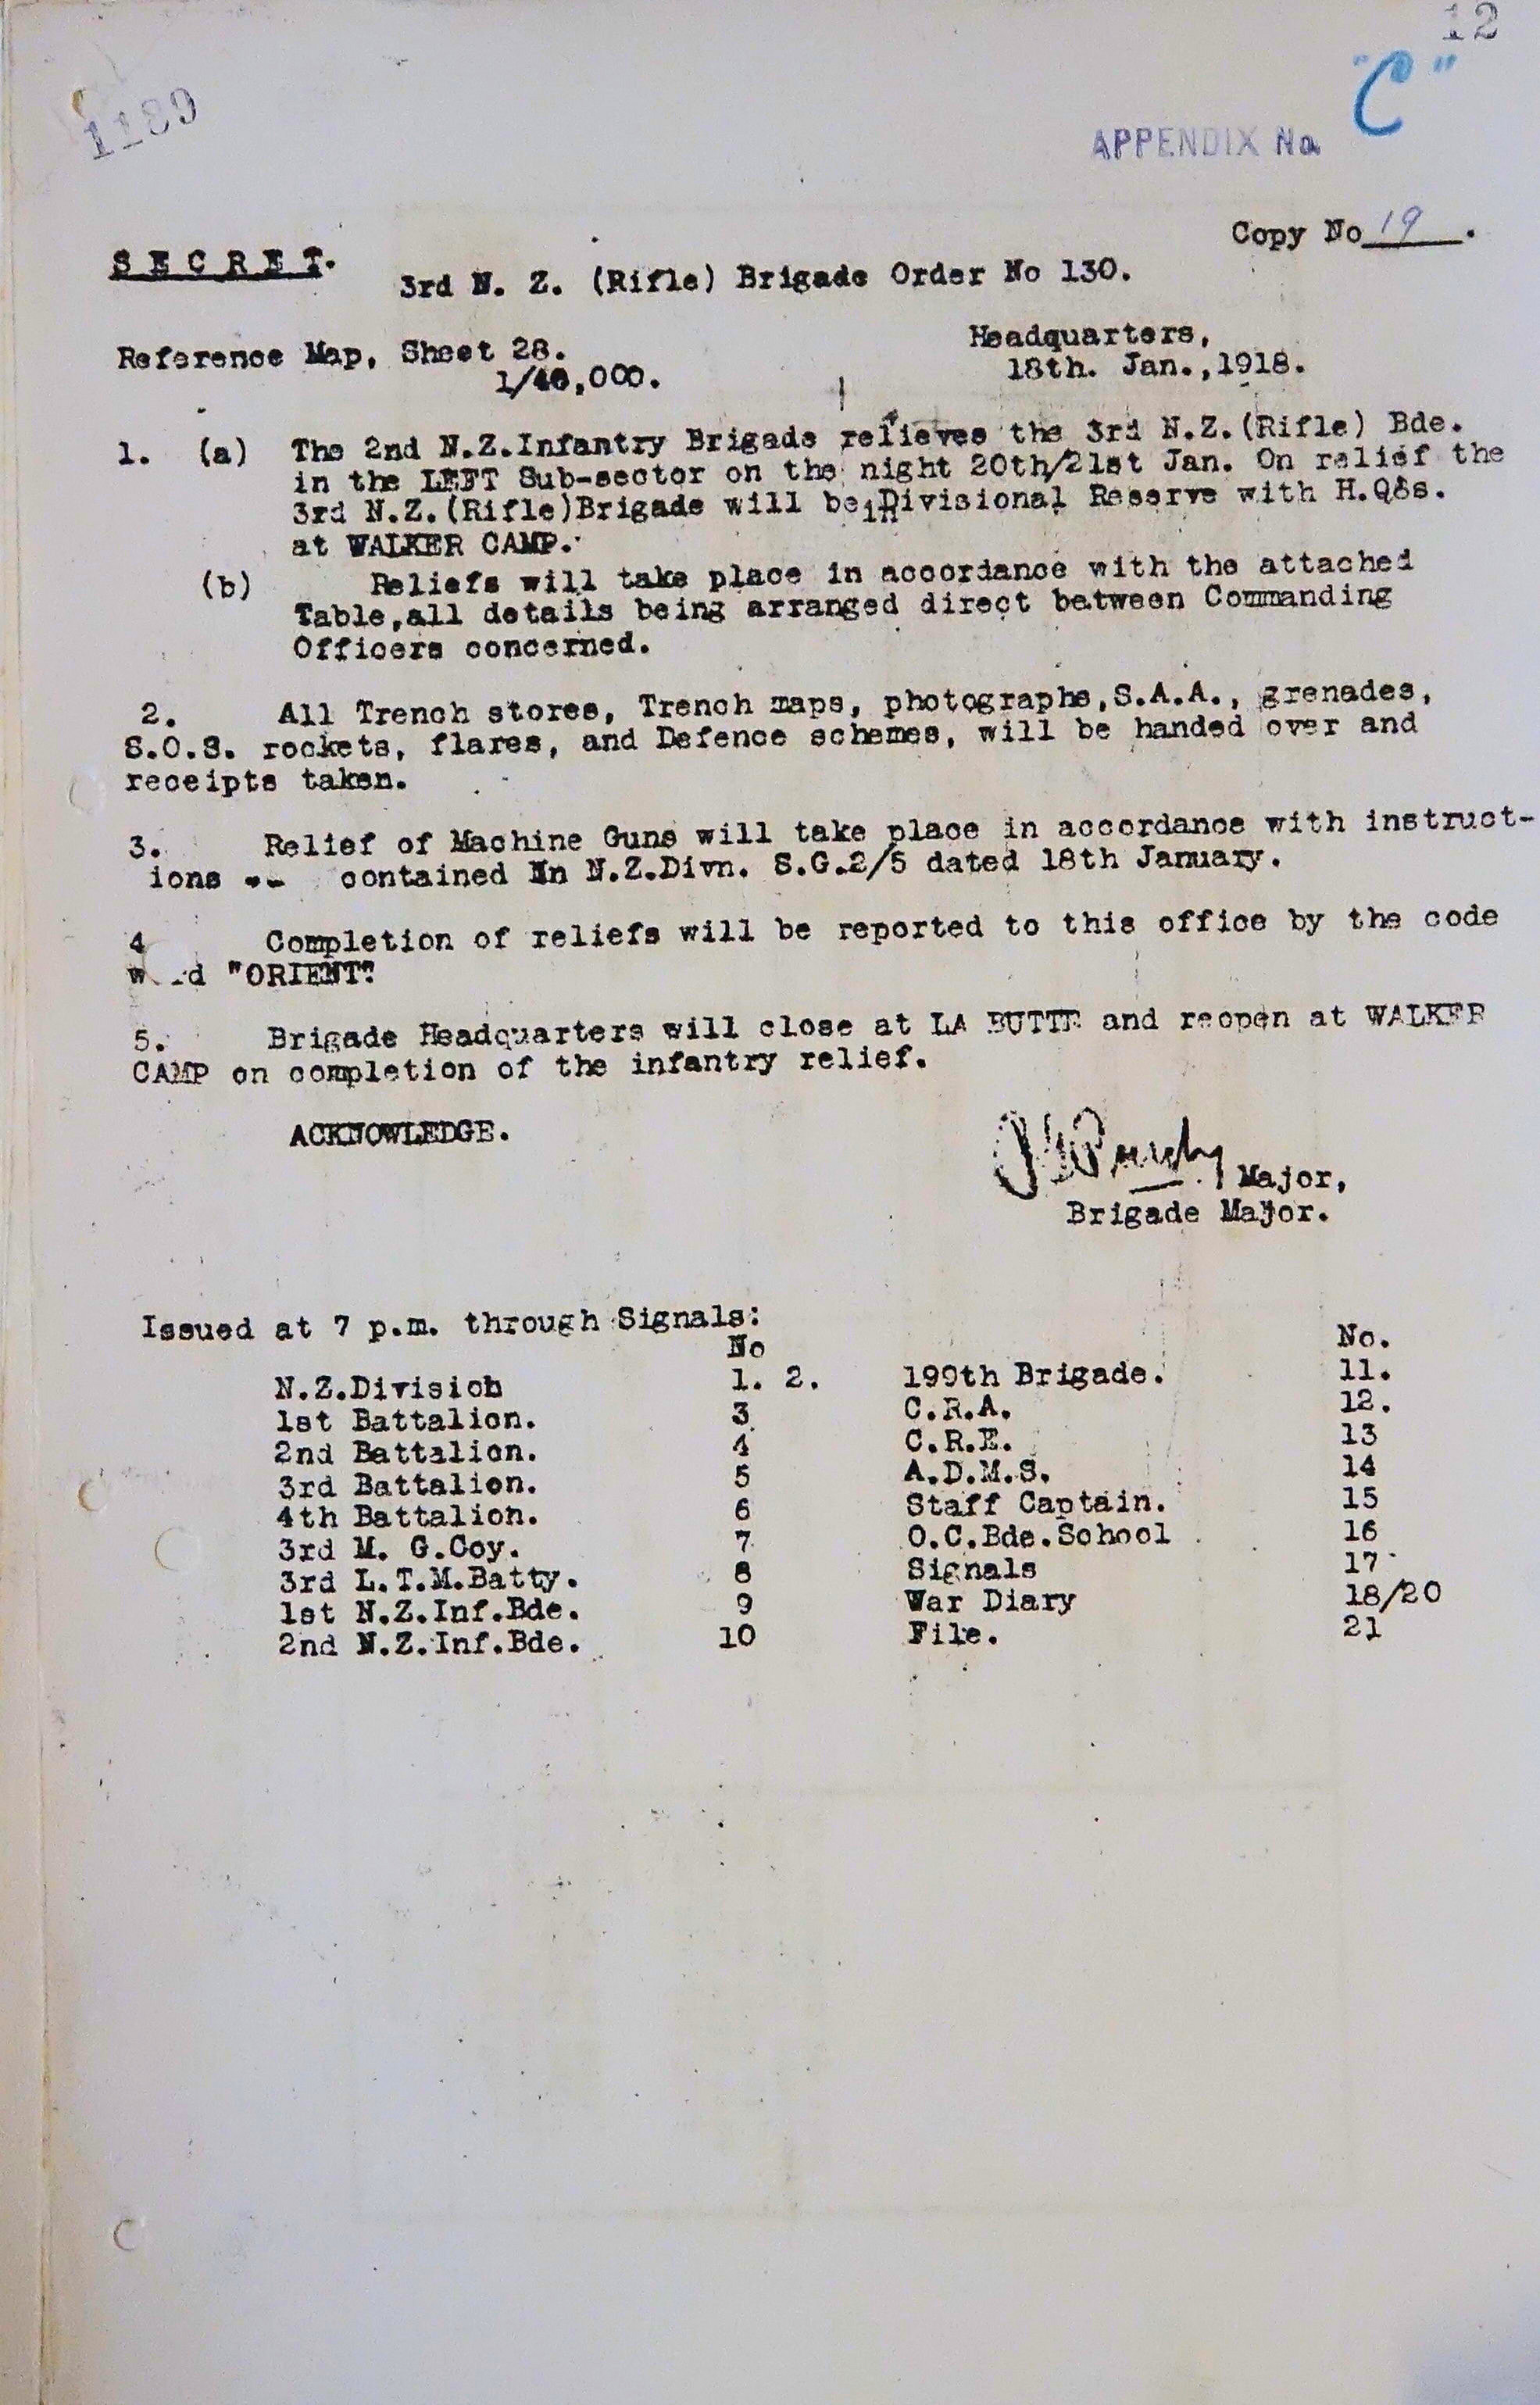 12
1189
"C"
APPENDIX No
Copy No 19.
SECRET.
3rd N. Z. (Rifle) Brigade Order No 130.
Reference Map, Sheet 28.
1/40,000.
Headquarters,
18th. Jan.,1918.
1. (a) The 2nd N.Z.Infantry Brigade relieves the 3rd N.Z.(Rifle) Bde.
in the LEFT Sub-sector on the night 20th/21st Jan. On relief the
3rd N.Z.(Rifle)Brigade will be in Divisional Reserve with H.Q&s.
at WALKER CAMP.
(b) Reliefs will take place in accordance with the attached
Table,all details being arranged direct between Commanding
Officers concerned.
2. All Trench stores, Trench maps, photographs,S.A.A., grenades,
S.O.S. rockets, flares, and Defence schemes, will be handed over and
receipts taken.
3. Relief of Machine Guns will take place in accordance with instruct-
ions contained in N.Z.Divn. S.G.2/5 dated 18th January.
4 Completion of reliefs will be reported to this office by the code
w rd "ORIENT".
5. Brigade Headquarters will close at LA BUTTE and reopen at WALKER
CAMP on completion of the infantry relief.
ACKNOWLEDGE.
Major,
Brigade Major.
Issued at 7 p.m. through Signals:
No No.
N.Z.Division 1. 2. 199th Brigade. 11.
1st Battalion. 3 C.R.A. 12.
2nd Battalion. 4 C.R.E. 13
3rd Battalion. 5 A.D.M.S. 14
4th Battalion. 6 Staff Captain. 15
3rd M. G.Coy. 7 O.C.Bde.School 16
3rd L.T.M.Batty. 8 Signals 17
1st N.Z.Inf.Bde. 9 War Diary 18/20
2nd N.Z.Inf.Bde. 10 File. 21